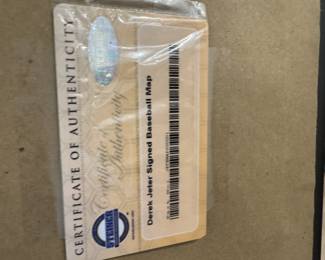 CERTIFICATE OF AUTHENTICITY
Certificate of
Authenticity
STEINER
Derek Jeter Signed Baseball Map